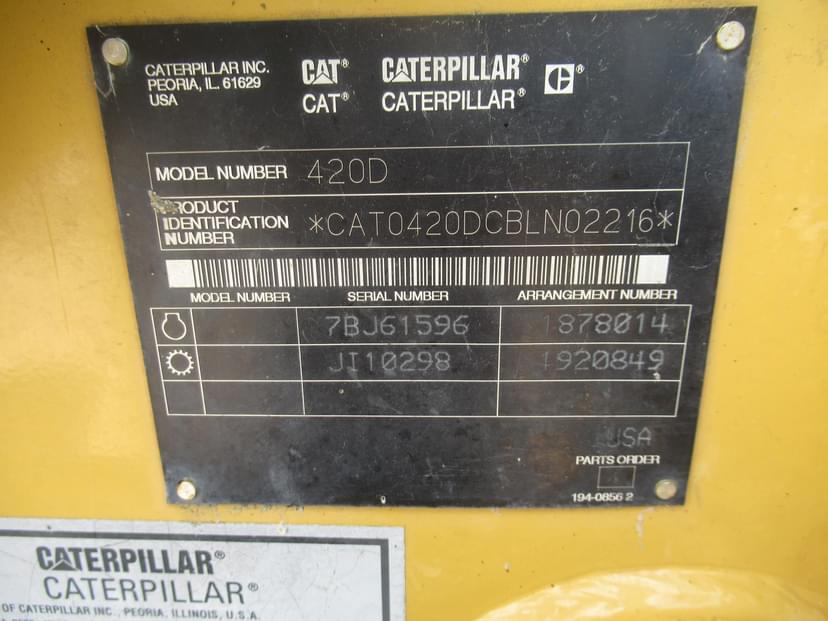 CATERPILLAR INC.
PEORIA, IL. 61629
USA
CAT® CATERPILLAR® C®
CAT® CATERPILLAR®
MODEL NUMBER 420D
PRODUCT
IDENTIFICATION
NUMBER
*CAT0420DCBLN02216*
MODEL NUMBER SERIAL NUMBER ARRANGEMENT NUMBER
7BJ61596 1878014
JI10298 1920849
USA
PARTS ORDER
194-0856 2
CATERPILLAR®
CATERPILLAR®
OF CATERPILLAR INC., PEORIA, ILLINOIS, U.S.A.